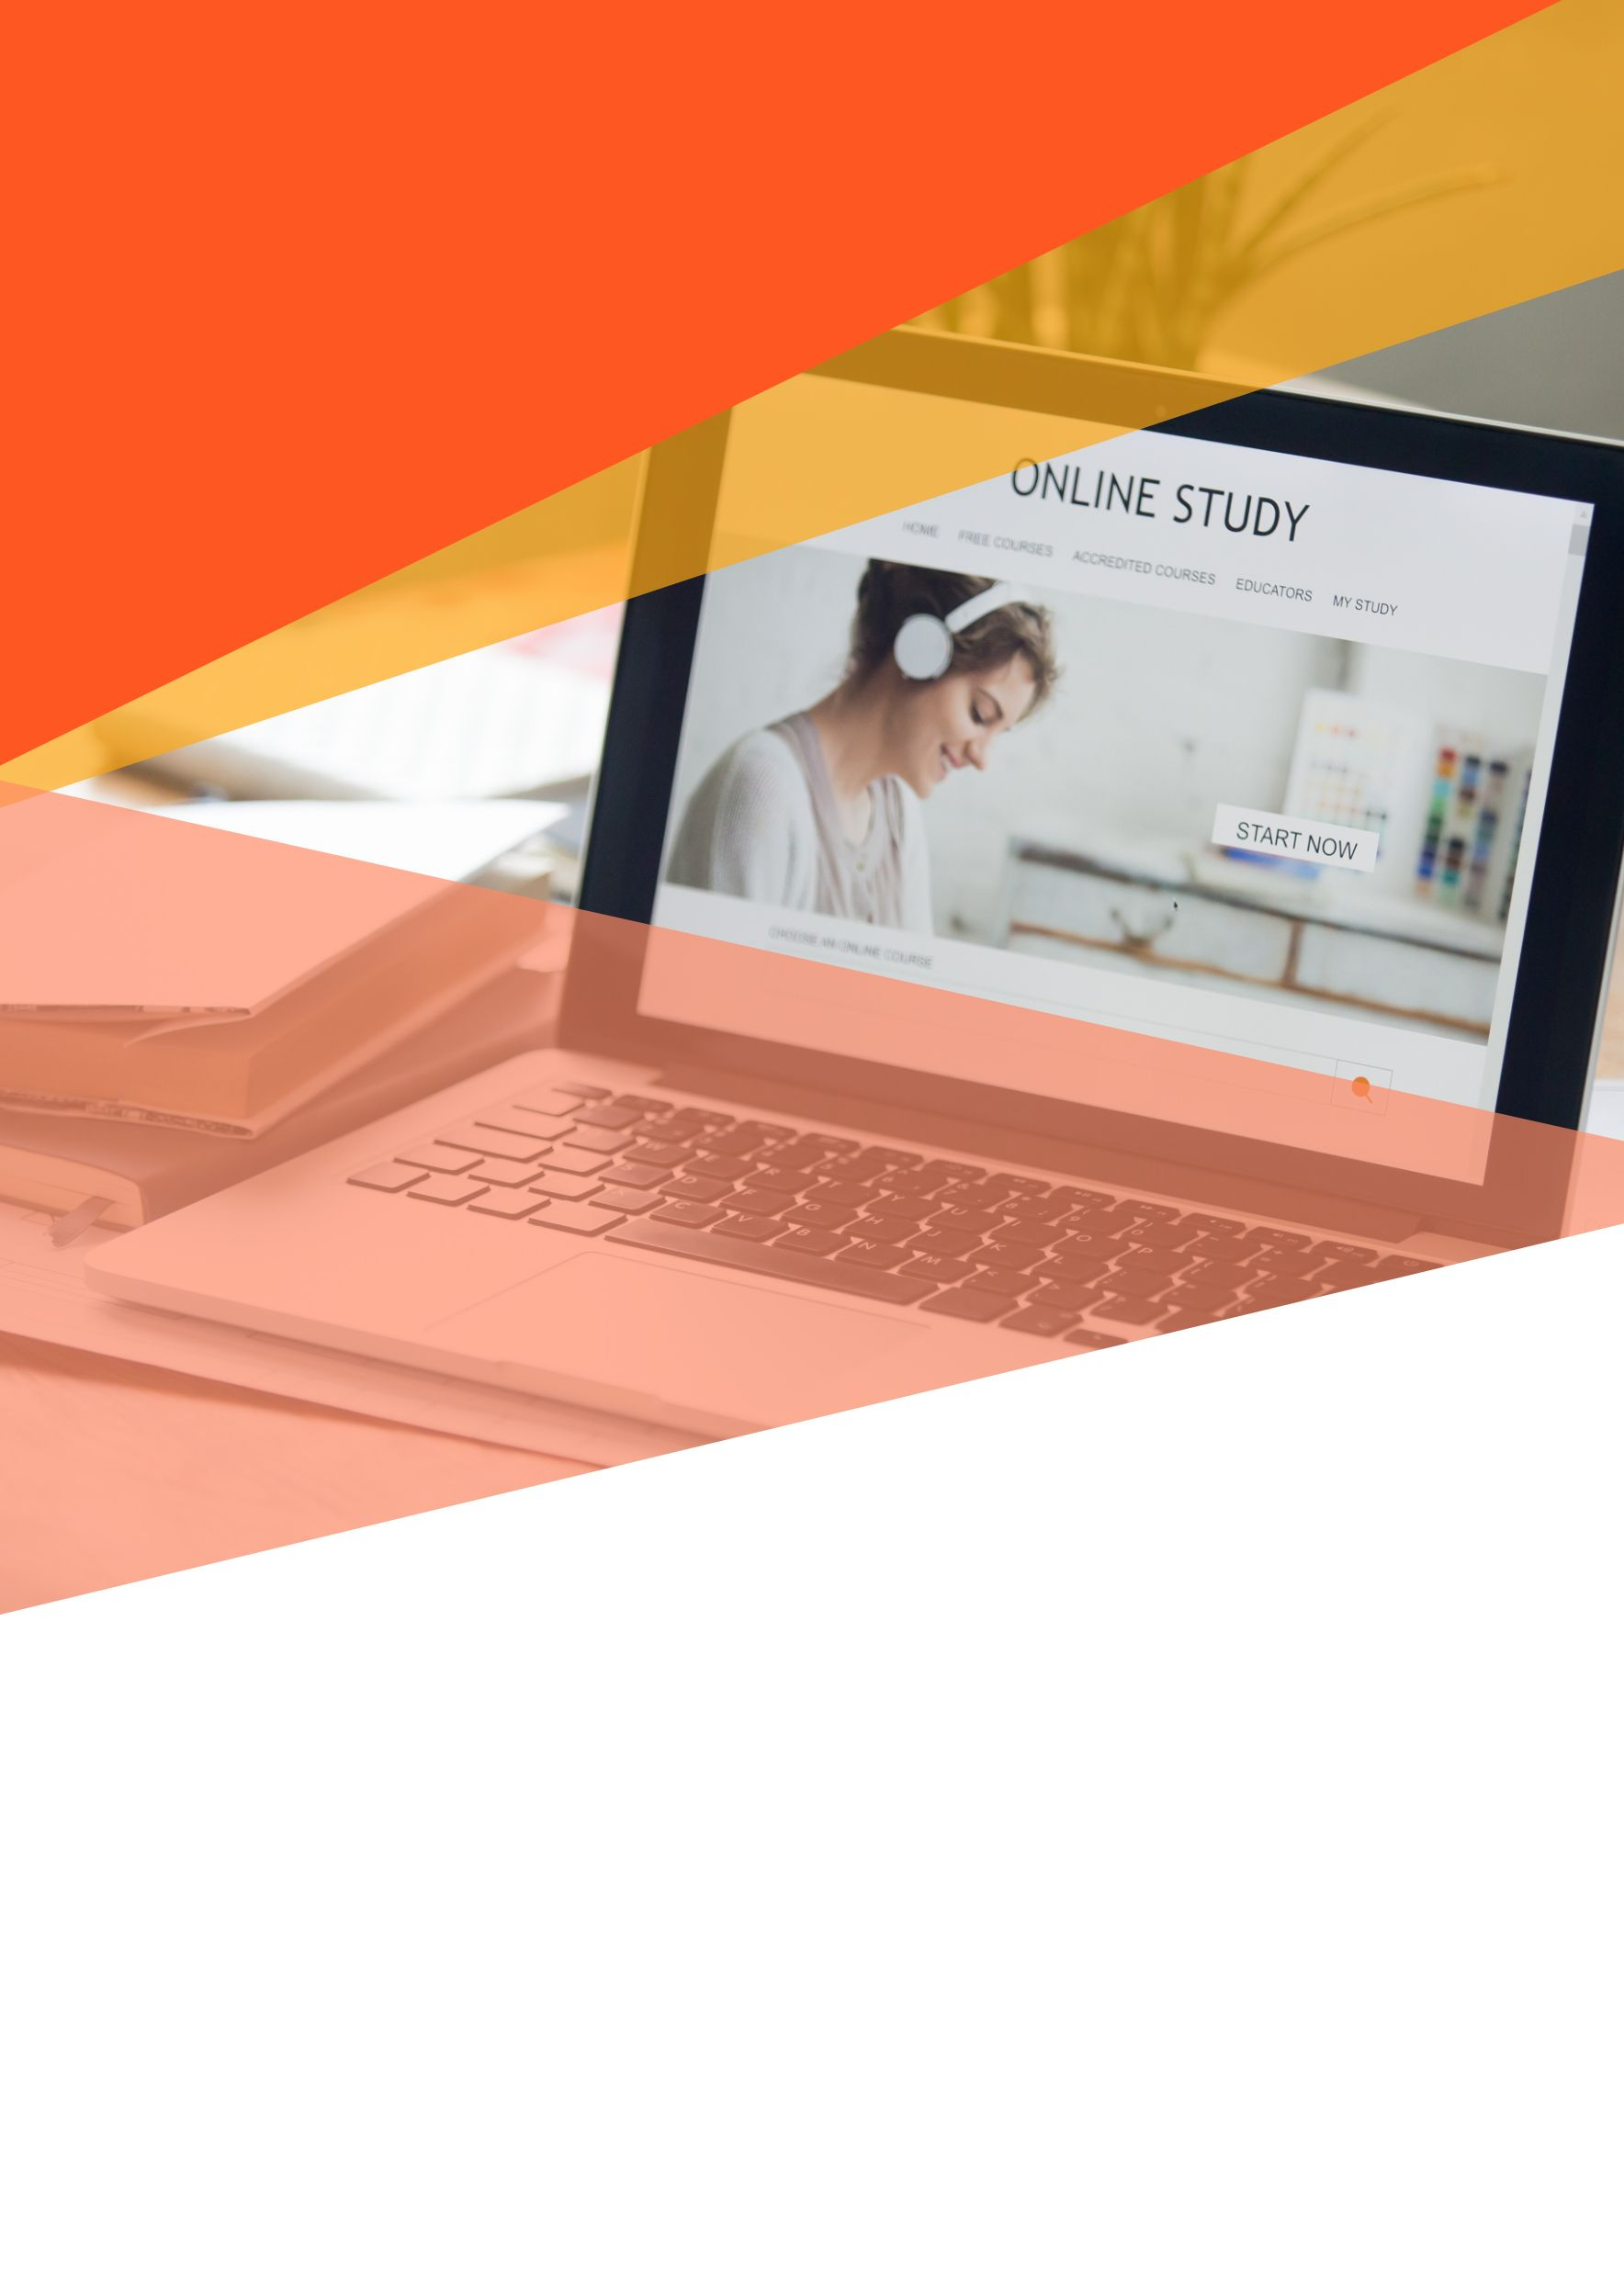 ONLINE STUDY
HOME FREE COURSES ACCREDITED COURSES EDUCATORS MY STUDY
START NOW
CHOOSE AN ONLINE COURSE